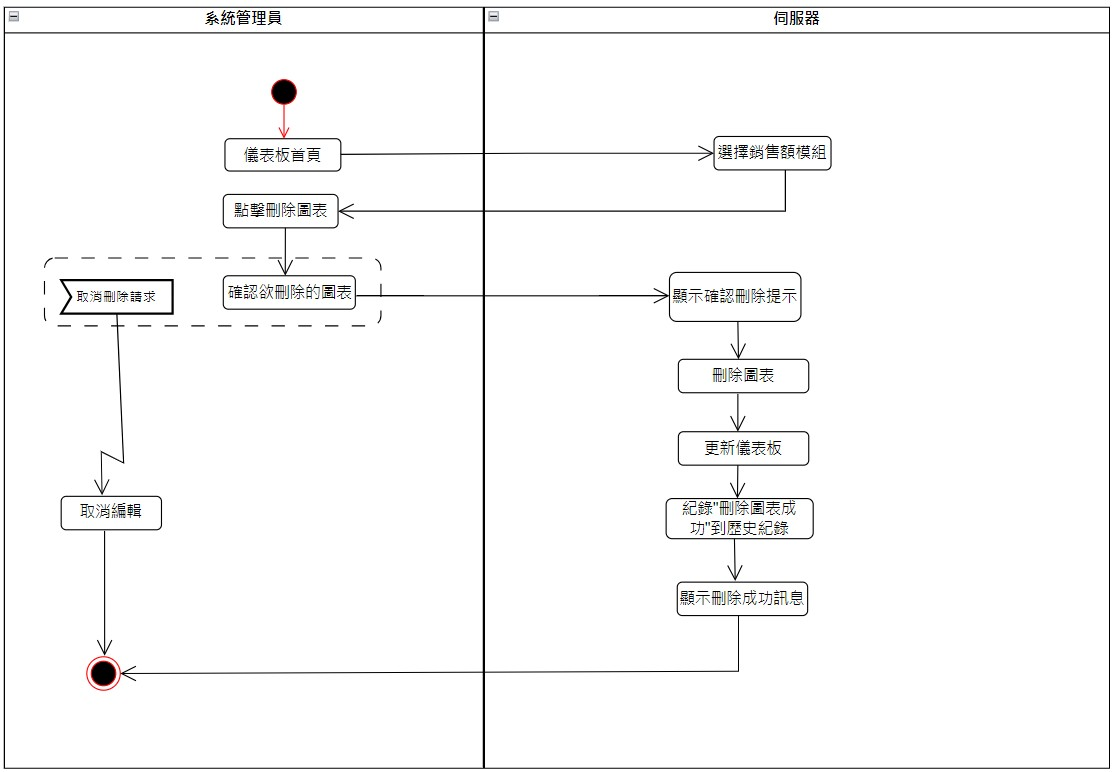 系統管理員
伺服器
儀表板首頁
選擇銷售額模組
點擊刪除圖表
取消刪除請求
確認欲刪除的圖表
顯示確認刪除提示
刪除圖表
更新儀表板
紀錄"刪除圖表成
功"到歷史紀錄
取消編輯
顯示刪除成功訊息